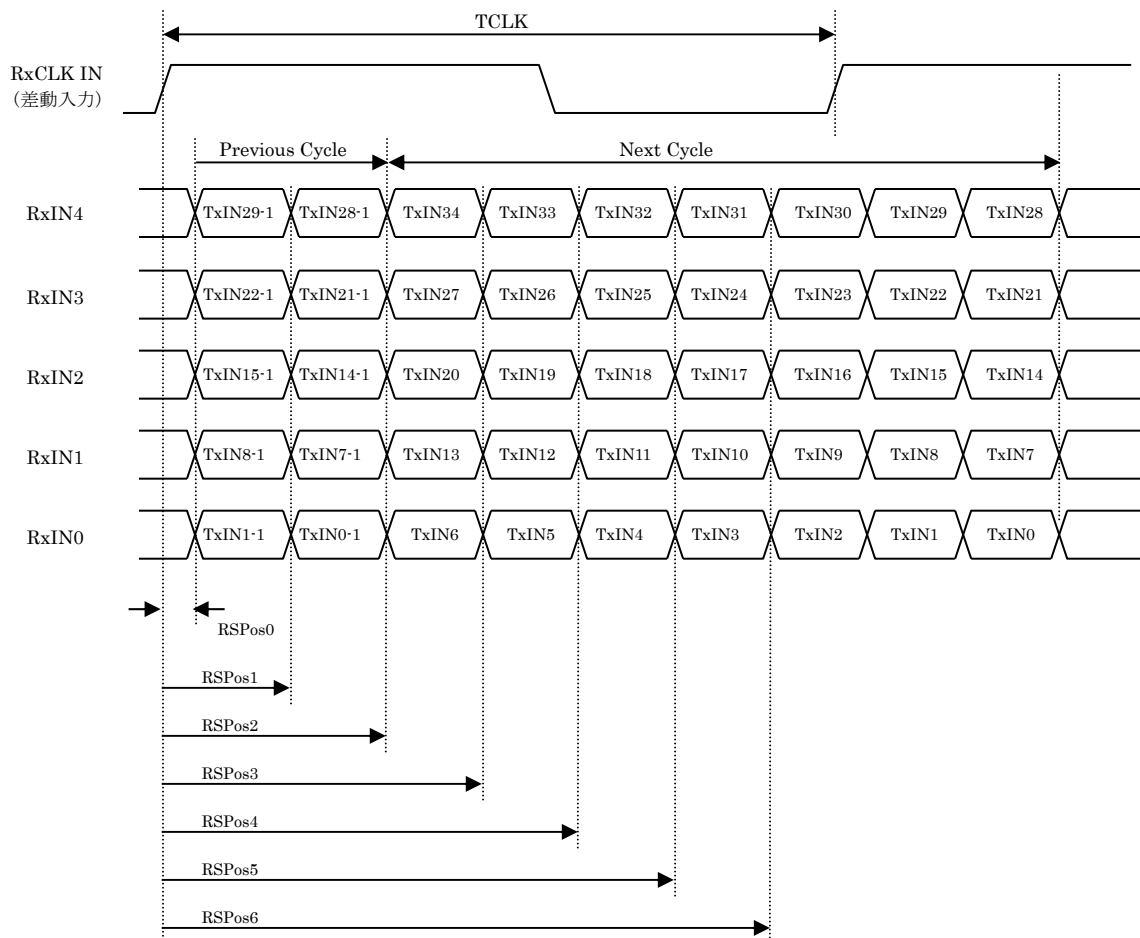 TCLK
RxCLK IN
(差動入力)
Previous Cycle
Next Cycle
RxIN4
TxIN29-1 TxIN28-1 TxIN34 TxIN33 TxIN32 TxIN31 TxIN30 TxIN29 TxIN28
RxIN3
TxIN22-1 TxIN21-1 TxIN27 TxIN26 TxIN25 TxIN24 TxIN23 TxIN22 TxIN21
RxIN2
TxIN15-1 TxIN14-1 TxIN20 TxIN19 TxIN18 TxIN17 TxIN16 TxIN15 TxIN14
RxIN1
TxIN8-1 TxIN7-1 TxIN13 TxIN12 TxIN11 TxIN10 TxIN9 TxIN8 TxIN7
RxIN0
TxIN1-1 TxIN0-1 TxIN6 TxIN5 TxIN4 TxIN3 TxIN2 TxIN1 TxIN0
RSPos0
RSPos1
RSPos2
RSPos3
RSPos4
RSPos5
RSPos6